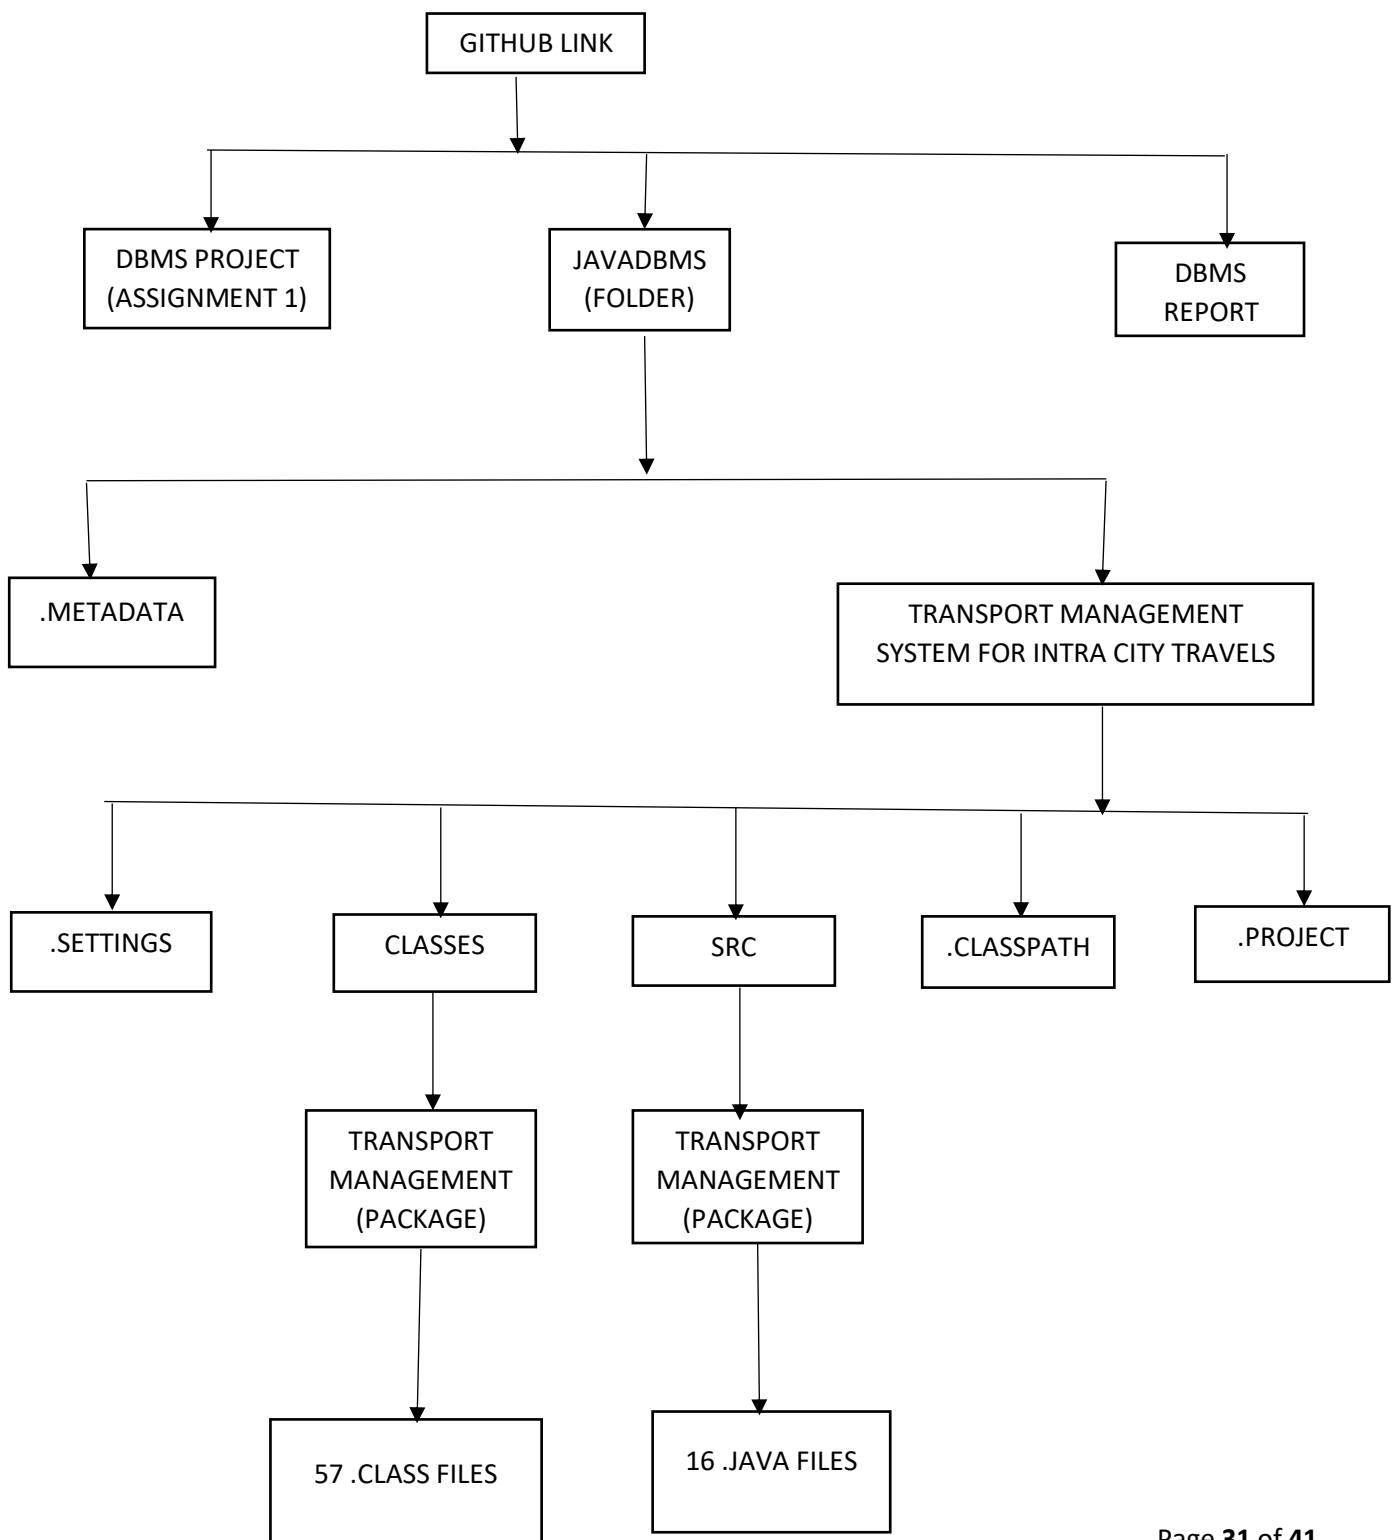 GITHUB LINK
DBMS PROJECT
(ASSIGNMENT 1)
JAVADBMS
(FOLDER)
DBMS
REPORT
.METADATA
TRANSPORT MANAGEMENT
SYSTEM FOR INTRA CITY TRAVELS
.SETTINGS
CLASSES
SRC
.CLASSPATH
.PROJECT
TRANSPORT
MANAGEMENT
(PACKAGE)
TRANSPORT
MANAGEMENT
(PACKAGE)
57 .CLASS FILES
16 .JAVA FILES
Page 31 of 41